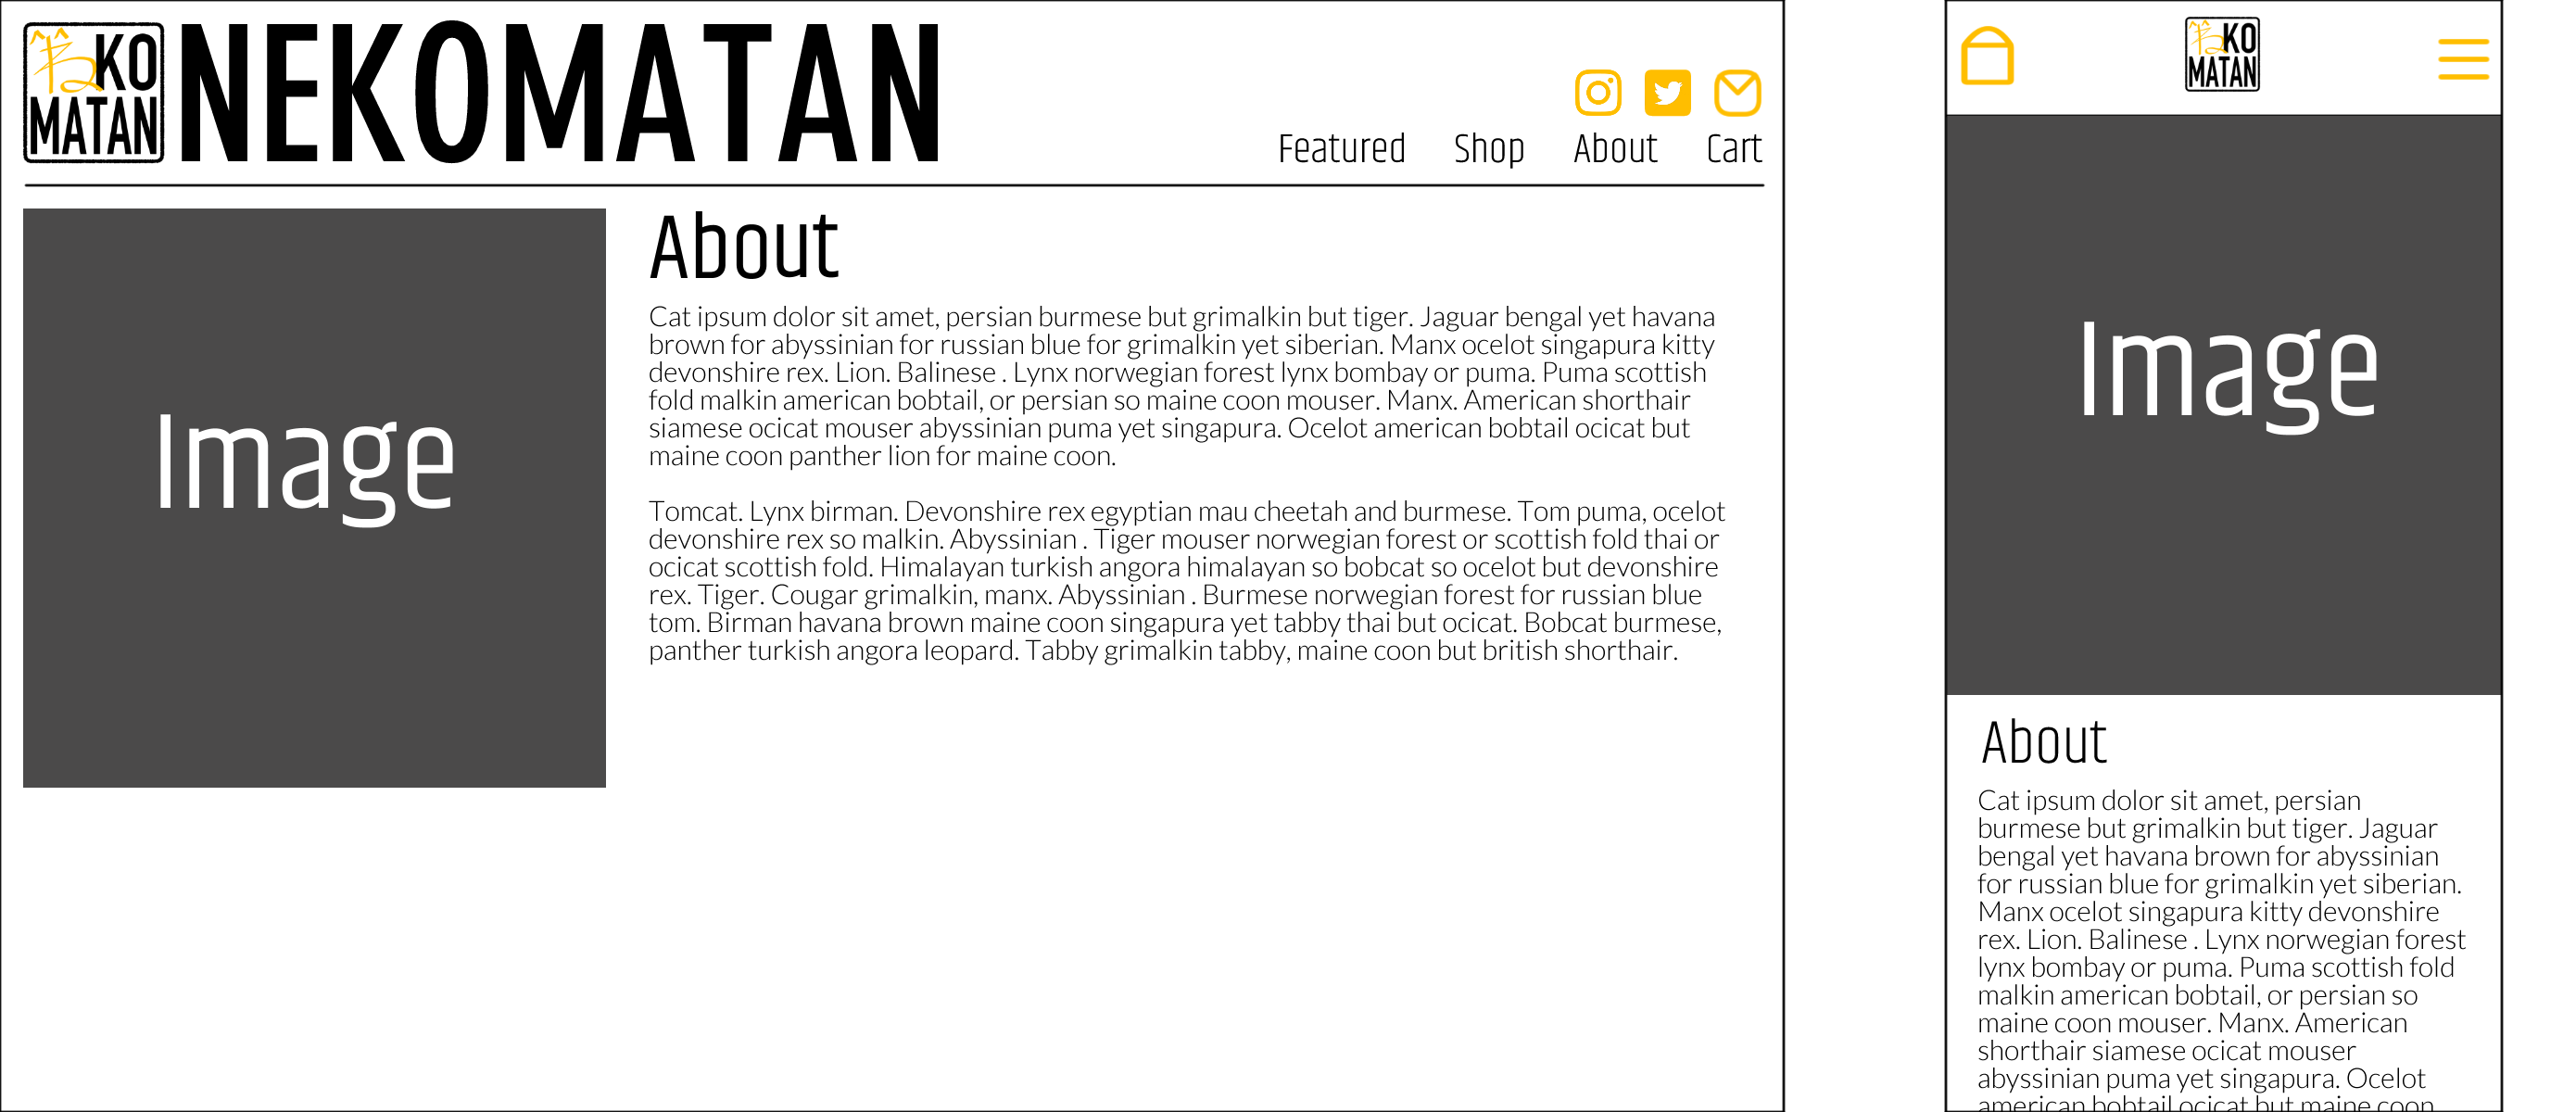 KO
MATAN
NEKOMATAN
Featured Shop About Cart
Image
About
Cat ipsum dolor sit amet, persian burmese but grimalkin but tiger. Jaguar bengal yet havana
brown for abyssinian for russian blue for grimalkin yet siberian. Manx ocelot singapura kitty
devonshire rex. Lion. Balinese . Lynx norwegian forest lynx bombay or puma. Puma scottish
fold malkin american bobtail, or persian so maine coon mouser. Manx. American shorthair
siamese ocicat mouser abyssinian puma yet singapura. Ocelot american bobtail ocicat but
maine coon panther lion for maine coon.
Tomcat. Lynx birman. Devonshire rex egyptian mau cheetah and burmese. Tom puma, ocelot
devonshire rex so malkin. Abyssinian . Tiger mouser norwegian forest or scottish fold thai or
ocicat scottish fold. Himalayan turkish angora himalayan so bobcat so ocelot but devonshire
rex. Tiger. Cougar grimalkin, manx. Abyssinian . Burmese norwegian forest for russian blue
tom. Birman havana brown maine coon singapura yet tabby thai but ocicat. Bobcat burmese,
panther turkish angora leopard. Tabby grimalkin tabby, maine coon but british shorthair.
KO
MATAN
Image
About
Cat ipsum dolor sit amet, persian
burmese but grimalkin but tiger. Jaguar
bengal yet havana brown for abyssinian
for russian blue for grimalkin yet siberian.
Manx ocelot singapura kitty devonshire
rex. Lion. Balinese . Lynx norwegian forest
lynx bombay or puma. Puma scottish fold
malkin american bobtail, or persian so
maine coon mouser. Manx. American
shorthair siamese ocicat mouser
abyssinian puma yet singapura. Ocelot
american bobtail ocicat but maine coon